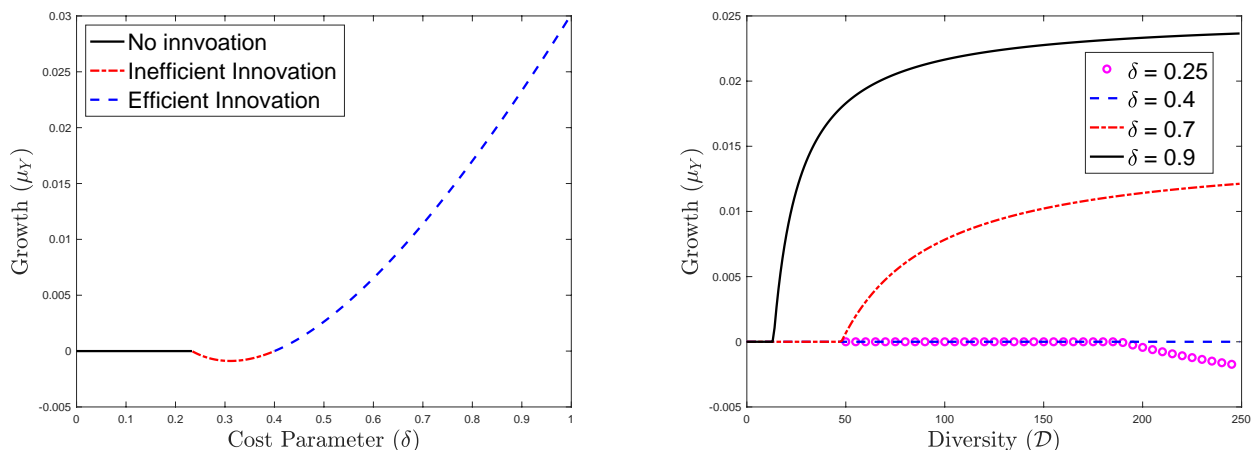 0.03
0.025
0.02
0.015
0.01
0.005
0
-0.005
Growth (μ_Y)
No innvoation
Inefficient Innovation
Efficient Innovation
0 0.1 0.2 0.3 0.4 0.5 0.6 0.7 0.8 0.9 1
Cost Parameter (δ)
0.025
0.02
0.015
0.01
0.005
0
-0.005
Growth (μ_Y)
δ = 0.25
δ = 0.4
δ = 0.7
δ = 0.9
0 50 100 150 200 250
Diversity (𝒟)